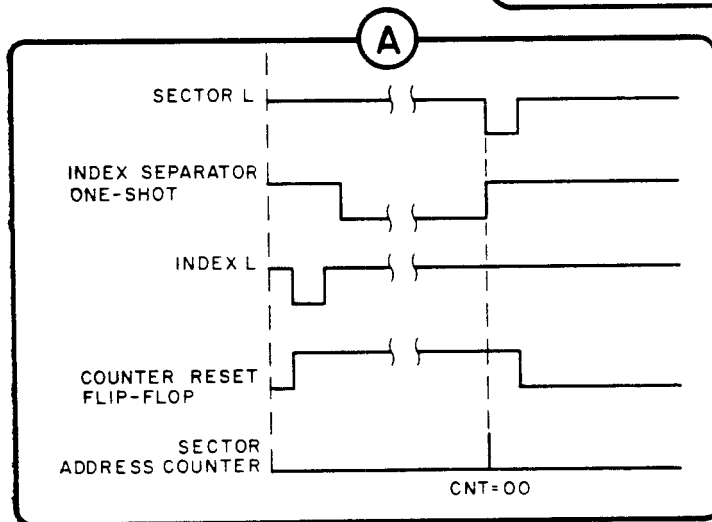 A
SECTOR L
INDEX SEPARATOR
ONE-SHOT
INDEX L
COUNTER RESET
FLIP-FLOP
SECTOR
ADDRESS COUNTER
CNT=00